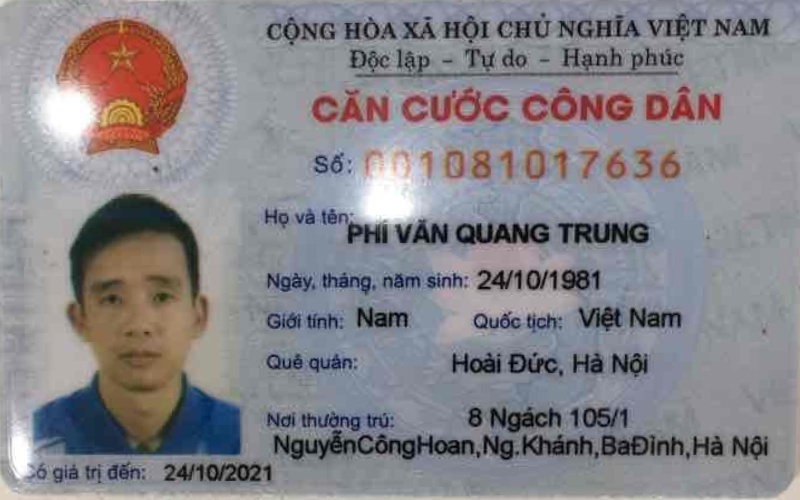 CỘNG HÒA XÃ HỘI CHỦ NGHĨA VIỆT NAM
Độc lập - Tự do - Hạnh phúc
CĂN CƯỚC CÔNG DÂN
Số: 001081017636
Họ và tên: PHÍ VĂN QUANG TRUNG
Ngày, tháng, năm sinh: 24/10/1981
Giới tính: Nam Quốc tịch: Việt Nam
Quê quán: Hoài Đức, Hà Nội
Nơi thường trú: 8 Ngách 105/1
NguyễnCôngHoan,Ng.Khánh,BaĐình,Hà Nội
Có giá trị đến: 24/10/2021